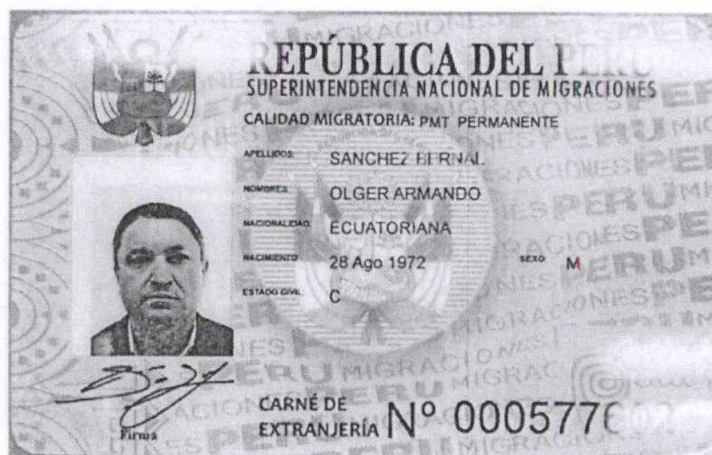 REPÚBLICA DEL PERÚ
SUPERINTENDENCIA NACIONAL DE MIGRACIONES
CALIDAD MIGRATORIA: PMT PERMANENTE
APELLIDOS SANCHEZ BERNAL
NOMBRES OLGER ARMANDO
NACIONALIDAD ECUATORIANA
NACIMIENTO 28 Ago 1972 SEXO M
ESTADO CIVIL C
Firma
CARNÉ DE
EXTRANJERÍA Nº